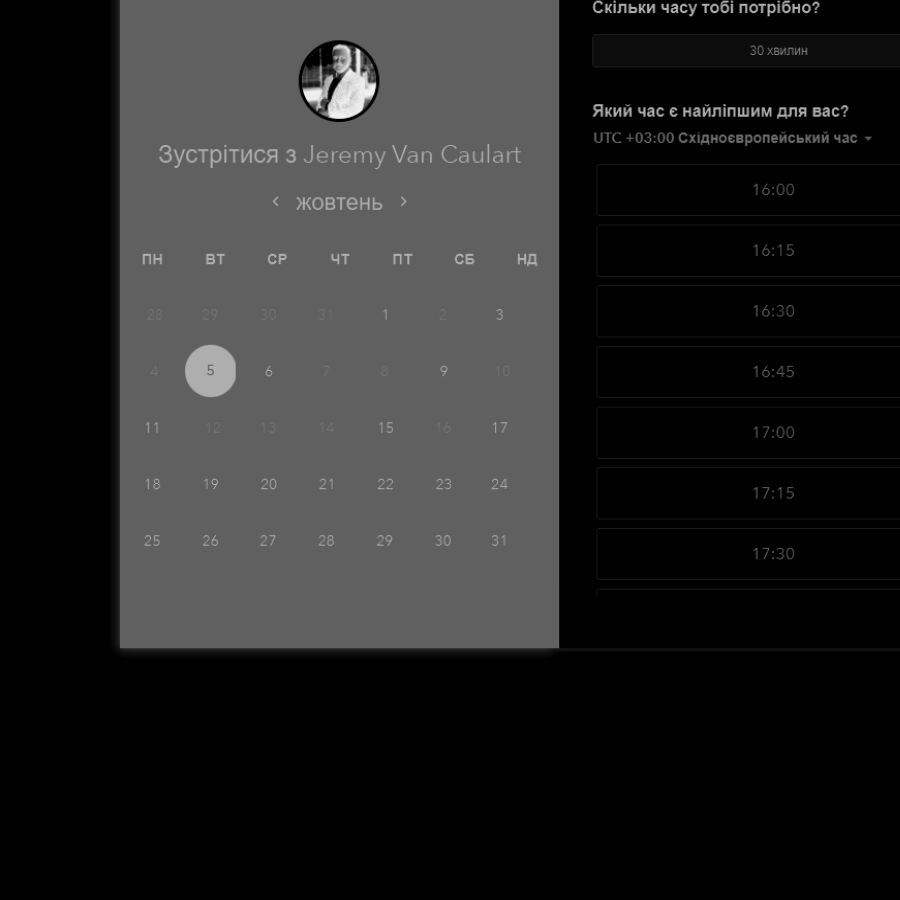 Зустрітися з Jeremy Van Caulart
жовтень
ПН ВТ СР ЧТ ПТ СБ НД
28 29 30 31 1 2 3
4 5 6 7 8 9 10
11 12 13 14 15 16 17
18 19 20 21 22 23 24
25 26 27 28 29 30 31
Скільки часу тобі потрібно?
30 хвилин
Який час є найліпшим для вас?
UTC +03:00 Східноєвропейський час
16:00
16:15
16:30
16:45
17:00
17:15
17:30